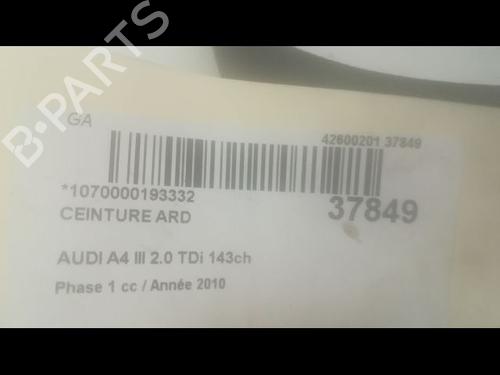 B-PARTS
GA
42600201 37849
*1070000193332
37849
CEINTURE ARD
AUDI A4 III 2.0 TDi 143ch
Phase 1 cc / Année 2010